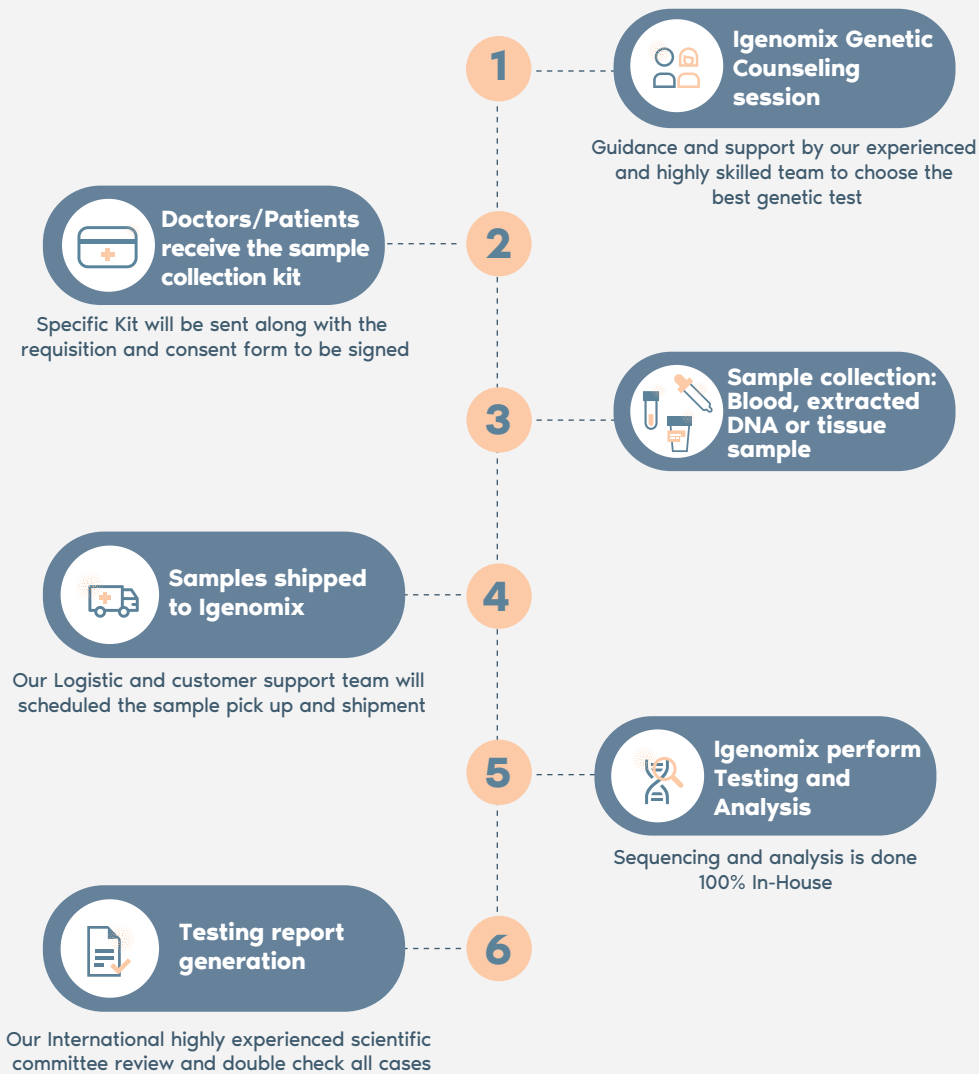 1
Igenomix Genetic
Counseling
session
Guidance and support by our experienced
and highly skilled team to choose the
best genetic test
2
Doctors/Patients
receive the sample
collection kit
Specific Kit will be sent along with the
requisition and consent form to be signed
3
Sample collection:
Blood, extracted
DNA or tissue
sample
4
Samples shipped
to Igenomix
Our Logistic and customer support team will
scheduled the sample pick up and shipment
5
Igenomix perform
Testing and
Analysis
Sequencing and analysis is done
100% In-House
6
Testing report
generation
Our International highly experienced scientific
committee review and double check all cases